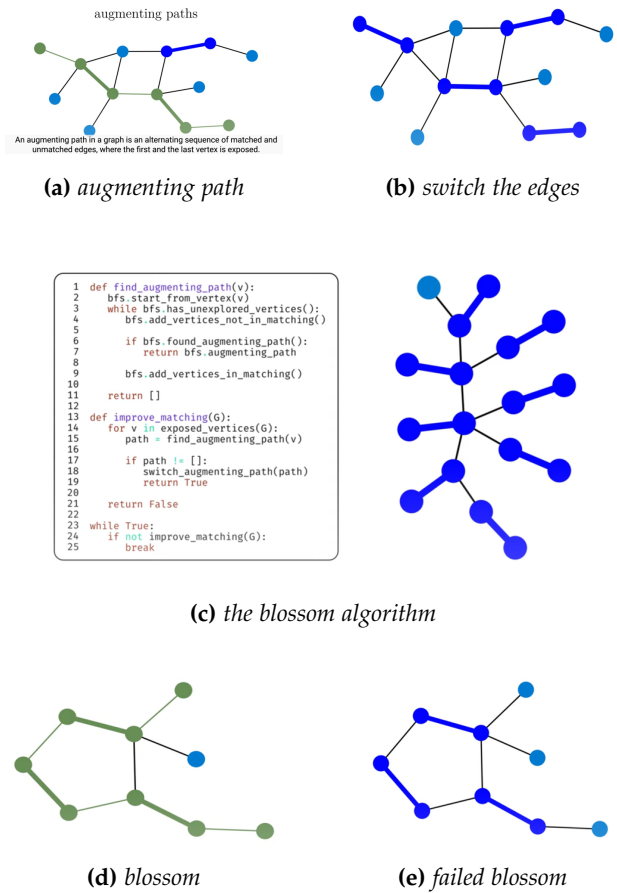 augmenting paths
An augmenting path in a graph is an alternating sequence of matched and
unmatched edges, where the first and the last vertex is exposed.
(a) augmenting path
(b) switch the edges
1 def find_augmenting_path(v):
2 bfs.start_from_vertex(v)
3 while bfs.has_unexplored_vertices():
4 bfs.add_vertices_not_in_matching()
5
6 if bfs.found_augmenting_path():
7 return bfs.augmenting_path
8
9 bfs.add_vertices_in_matching()
10
11 return []
12
13 def improve_matching(G):
14 for v in exposed_vertices(G):
15 path = find_augmenting_path(v)
16
17 if path != []:
18 switch_augmenting_path(path)
19 return True
20
21 return False
22
23 while True:
24 if not improve_matching(G):
25 break
(c) the blossom algorithm
(d) blossom
(e) failed blossom